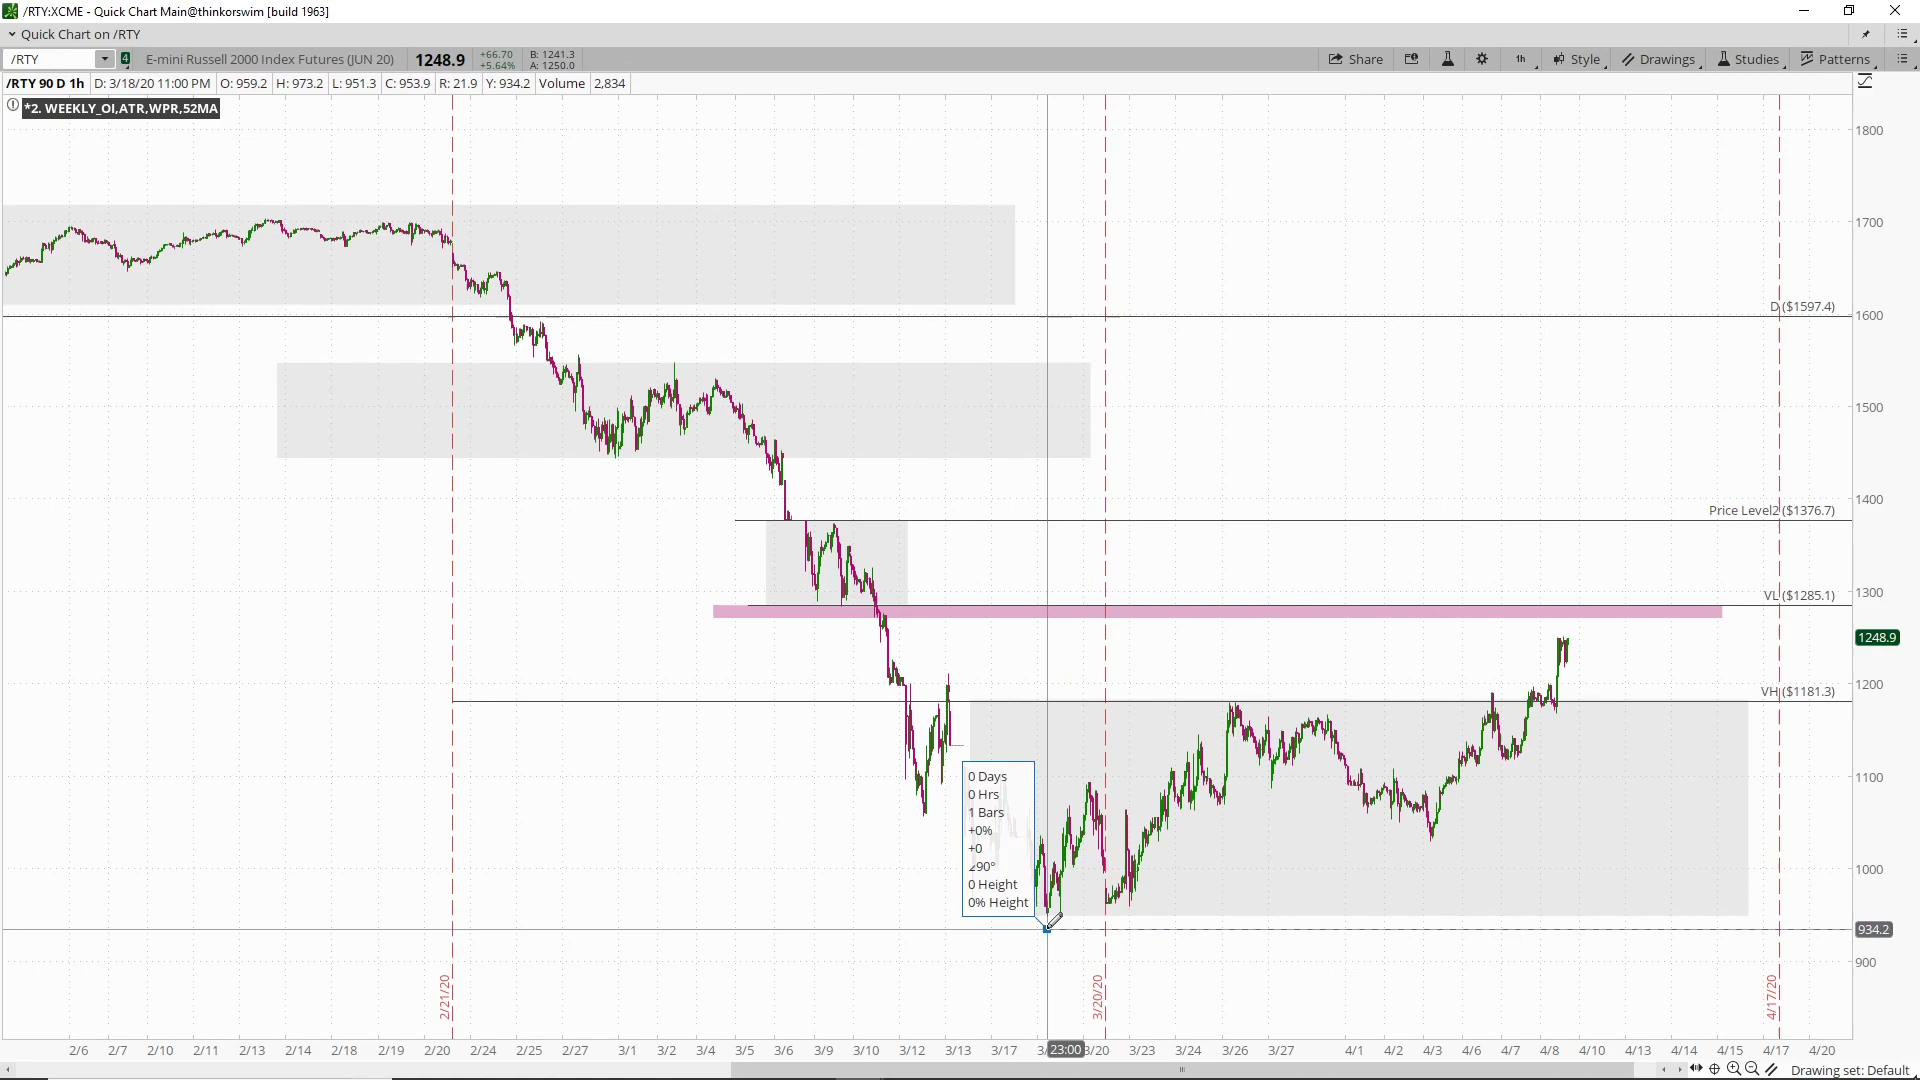 /RTY:XCME - Quick Chart Main@thinkorswim [build 1963]
Quick Chart on /RTY
/RTY 4 E-mini Russell 2000 Index Futures (JUN 20) 1248.9 +66.70 +5.64% B: 1241.3 A: 1250.0 Share 1h Style Drawings Studies Patterns
/RTY 90 D 1h D: 3/18/20 11:00 PM O: 959.2 H: 973.2 L: 951.3 C: 953.9 R: 21.9 Y: 934.2 Volume 2,834
*2. WEEKLY_OI,ATR,WPR,52MA
1800
1700
D ($1597.4)
1600
1500
1400
Price Level2 ($1376.7)
1300
VL ($1285.1)
1248.9
1200
VH ($1181.3)
1100
0 Days
0 Hrs
1 Bars
+0%
+0
∠90°
0 Height
0% Height
1000
934.2
900
2/21/20
3/20/20
4/17/20
2/6 2/7 2/10 2/11 2/13 2/14 2/18 2/19 2/20 2/24 2/25 2/27 3/1 3/2 3/4 3/5 3/6 3/9 3/10 3/12 3/13 3/17 23:00 3/20 3/23 3/24 3/26 3/27 4/1 4/2 4/3 4/6 4/7 4/8 4/10 4/13 4/14 4/15 4/17 4/20
Drawing set: Default